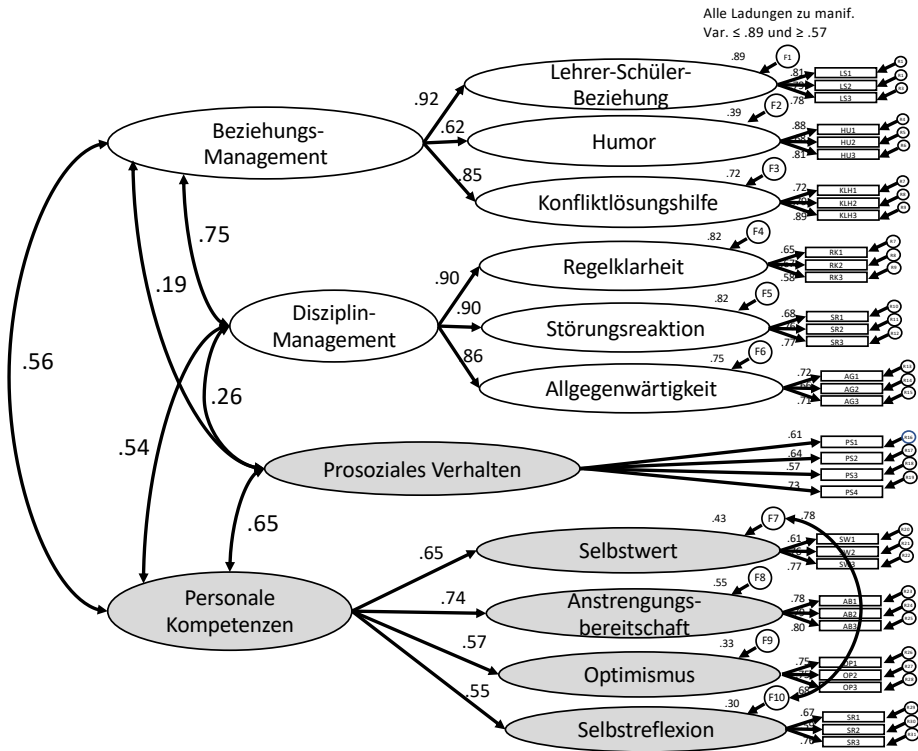 Alle Ladungen zu manif.
Var. ≤ .89 und ≥ .57
.89
F1
Lehrer-Schüler-
Beziehung
.81
.78
LS1
LS2
LS3
.92
.62
.85
Beziehungs-
Management
.39
F2
Humor
.88
.81
HU1
HU2
HU3
.72
F3
Konfliktlösungshilfe
.72
.89
KLH1
KLH2
KLH3
.75
.19
.56
.54
.26
.65
.82
F4
Regelklarheit
.65
.58
RK1
RK2
RK3
.90
.90
.86
Disziplin-
Management
.82
F5
Störungsreaktion
.68
.76
.77
SR1
SR2
SR3
.75
F6
Allgegenwärtigkeit
.72
.71
AG1
AG2
AG3
Prosoziales Verhalten
.61
.64
.57
.73
PS1
PS2
PS3
PS4
.43
F7
.78
Selbstwert
.61
.77
SW1
SW2
SW3
.65
.74
.57
.55
Personale
Kompetenzen
.55
F8
Anstrengungs-
bereitschaft
.78
.80
AB1
AB2
AB3
.33
F9
Optimismus
.75
.75
.68
OP1
OP2
OP3
.30
F10
Selbstreflexion
.67
.70
SR1
SR2
SR3